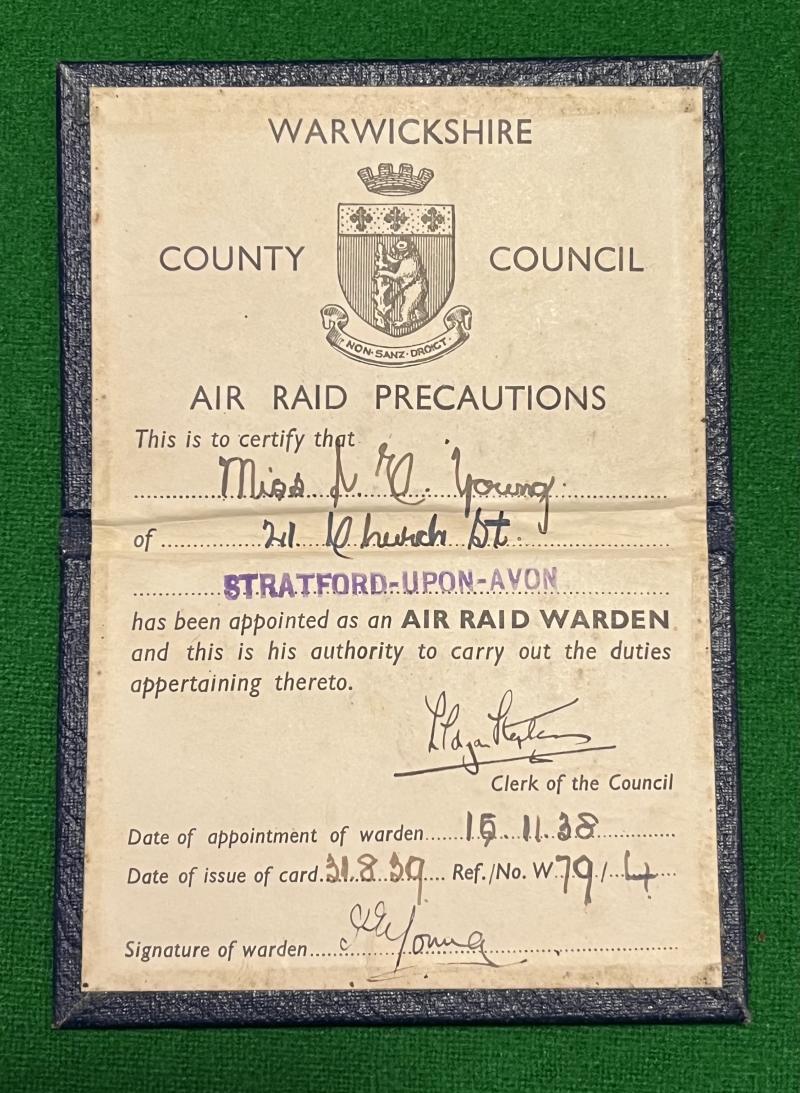 WARWICKSHIRE
COUNTY COUNCIL
NON·SANZ·DROICT·
AIR RAID PRECAUTIONS
This is to certify that
Miss Young
of 21 Church St.
STRATFORD-UPON-AVON
has been appointed as an AIR RAID WARDEN
and this is his authority to carry out the duties
appertaining thereto.
Clerk of the Council
Date of appointment of warden 15.11.38
Date of issue of card 31.8.39 Ref./No. W 79/4
Signature of warden Young